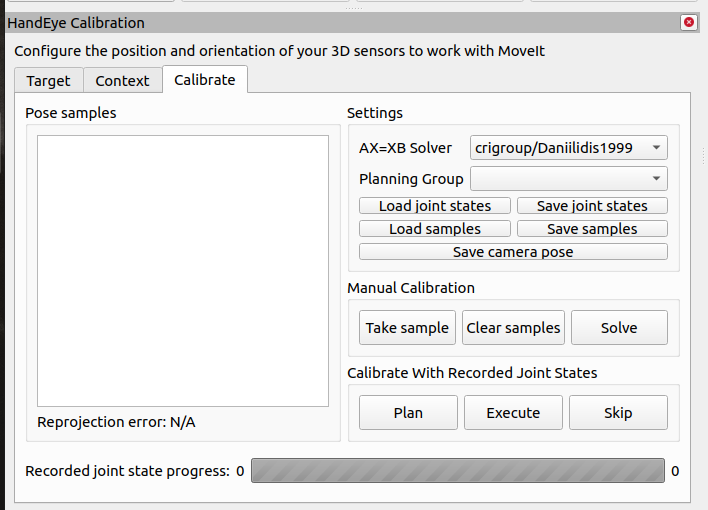 HandEye Calibration
Configure the position and orientation of your 3D sensors to work with MoveIt
Target Context Calibrate
Pose samples
Reprojection error: N/A
Settings
AX=XB Solver crigroup/Daniilidis1999
Planning Group
Load joint states Save joint states
Load samples Save samples
Save camera pose
Manual Calibration
Take sample Clear samples Solve
Calibrate With Recorded Joint States
Plan Execute Skip
Recorded joint state progress: 0 0